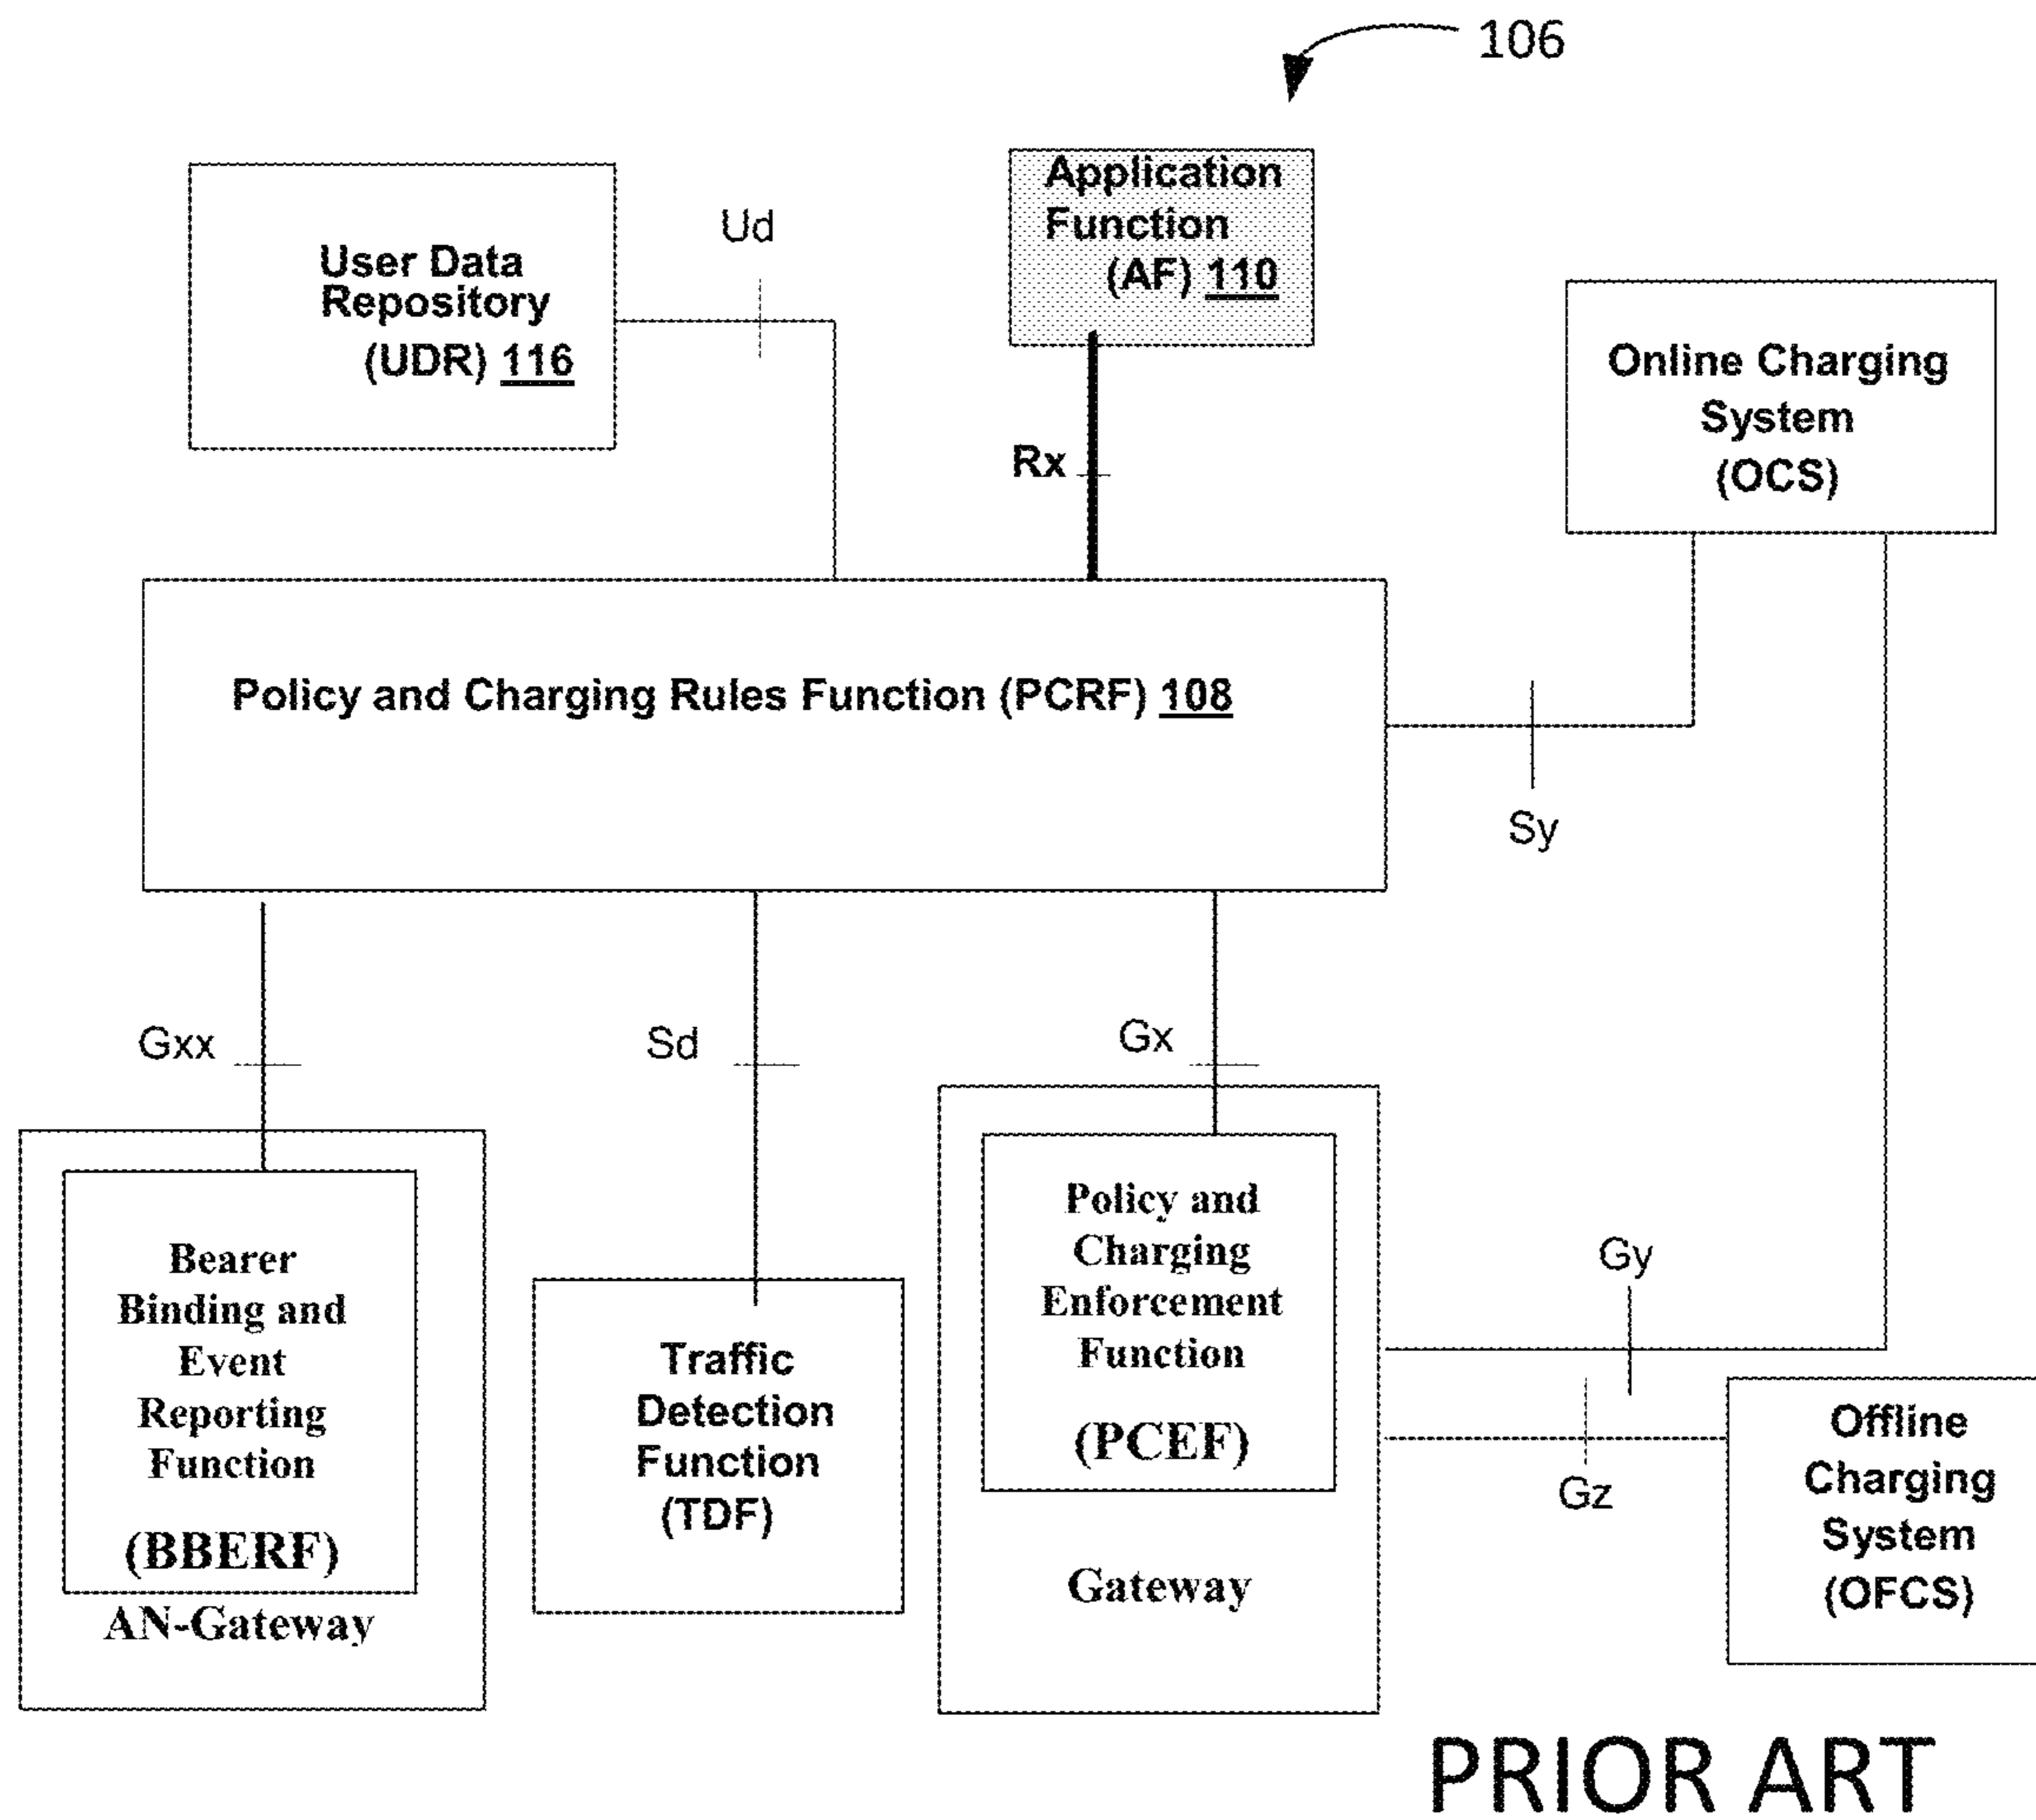 106
Application
Function
(AF) 110
Ud
User Data
Repository
(UDR) 116
Online Charging
System
(OCS)
Rx
Policy and Charging Rules Function (PCRF) 108
Sy
Gxx
Sd
Gx
Bearer
Binding and
Event
Reporting
Function
(BBERF)
AN-Gateway
Traffic
Detection
Function
(TDF)
Policy and
Charging
Enforcement
Function
(PCEF)
Gateway
Gy
Gz
Offline
Charging
System
(OFCS)
PRIOR ART